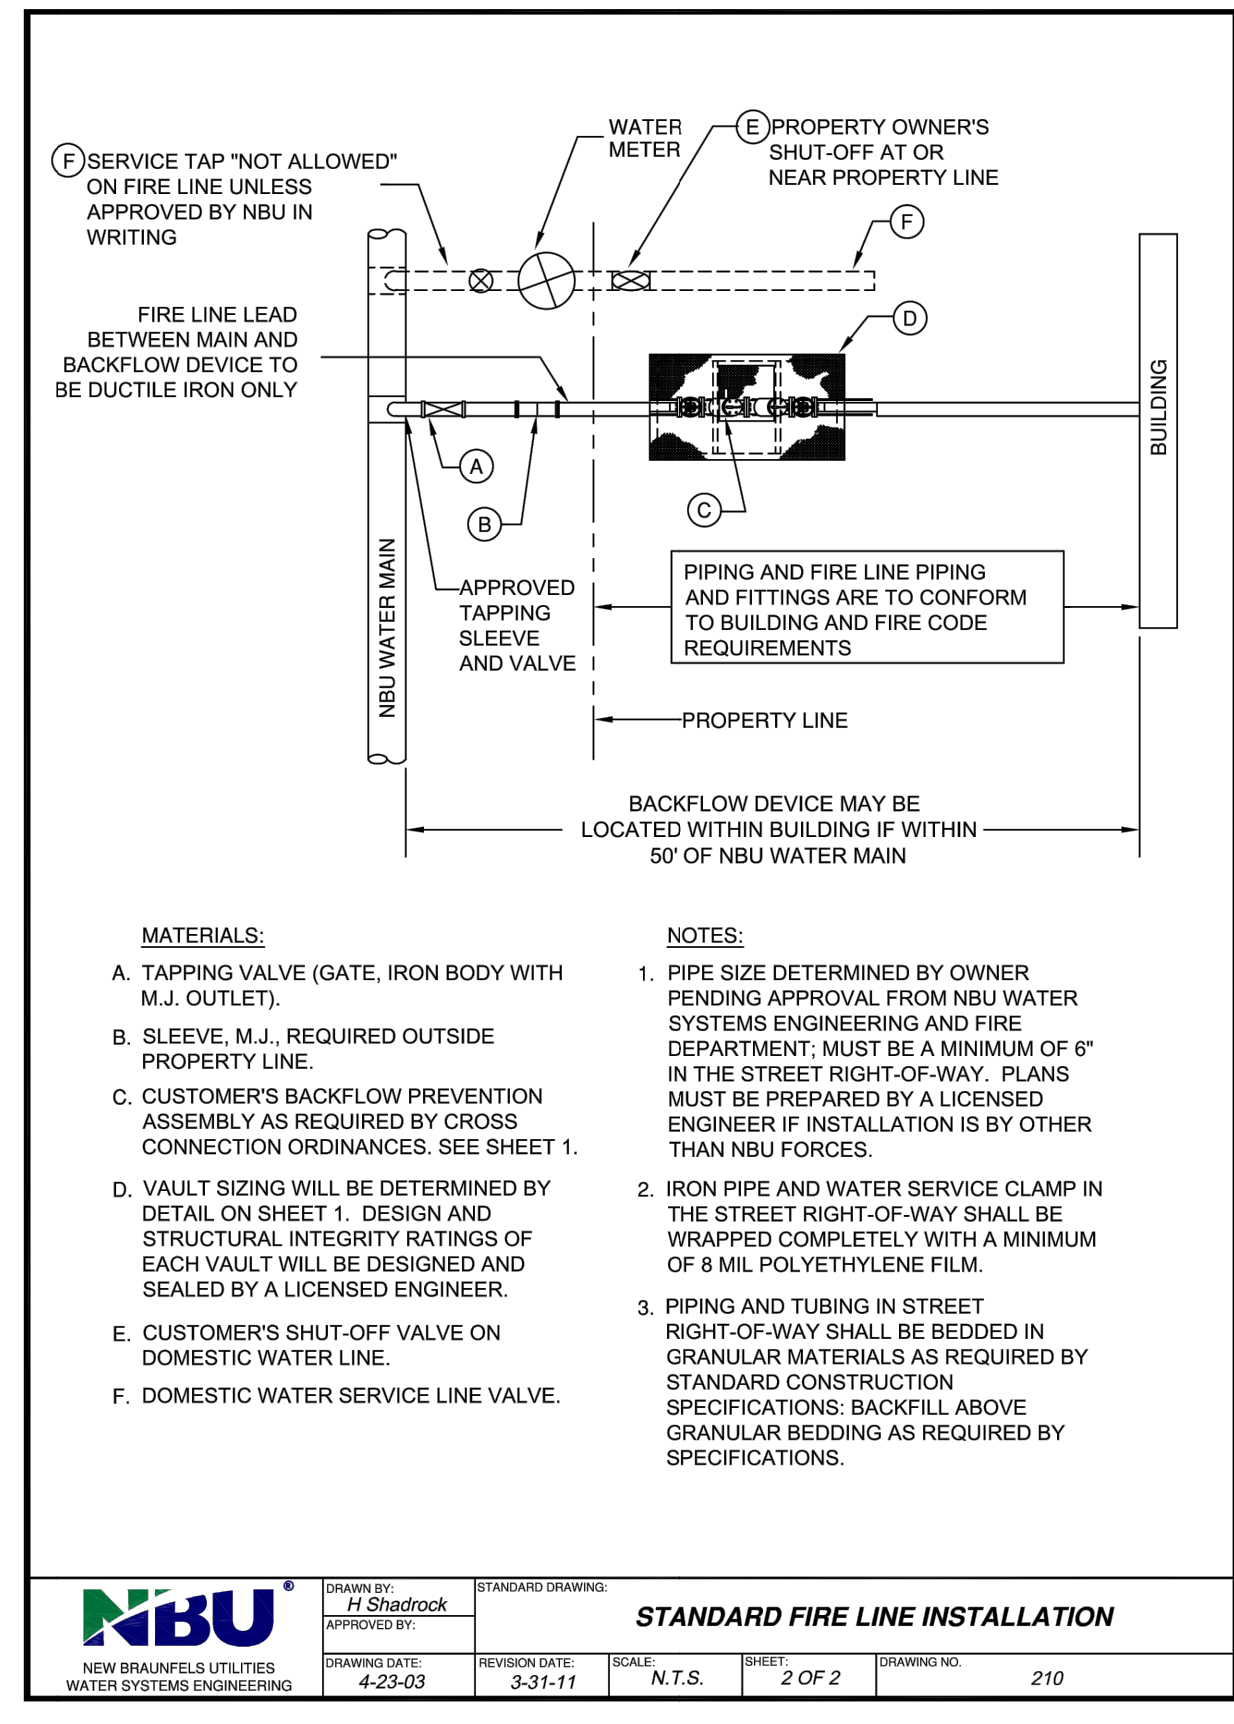 WATER
METER
(E) PROPERTY OWNER'S
SHUT-OFF AT OR
NEAR PROPERTY LINE
(F) SERVICE TAP "NOT ALLOWED"
ON FIRE LINE UNLESS
APPROVED BY NBU IN
WRITING
F
FIRE LINE LEAD
BETWEEN MAIN AND
BACKFLOW DEVICE TO
BE DUCTILE IRON ONLY
D
BUILDING
A
B
C
NBU WATER MAIN
APPROVED
TAPPING
SLEEVE
AND VALVE
PIPING AND FIRE LINE PIPING
AND FITTINGS ARE TO CONFORM
TO BUILDING AND FIRE CODE
REQUIREMENTS
PROPERTY LINE
BACKFLOW DEVICE MAY BE
LOCATED WITHIN BUILDING IF WITHIN
50' OF NBU WATER MAIN
MATERIALS:
A. TAPPING VALVE (GATE, IRON BODY WITH
M.J. OUTLET).
B. SLEEVE, M.J., REQUIRED OUTSIDE
PROPERTY LINE.
C. CUSTOMER'S BACKFLOW PREVENTION
ASSEMBLY AS REQUIRED BY CROSS
CONNECTION ORDINANCES. SEE SHEET 1.
D. VAULT SIZING WILL BE DETERMINED BY
DETAIL ON SHEET 1. DESIGN AND
STRUCTURAL INTEGRITY RATINGS OF
EACH VAULT WILL BE DESIGNED AND
SEALED BY A LICENSED ENGINEER.
E. CUSTOMER'S SHUT-OFF VALVE ON
DOMESTIC WATER LINE.
F. DOMESTIC WATER SERVICE LINE VALVE.
NOTES:
1. PIPE SIZE DETERMINED BY OWNER
PENDING APPROVAL FROM NBU WATER
SYSTEMS ENGINEERING AND FIRE
DEPARTMENT; MUST BE A MINIMUM OF 6"
IN THE STREET RIGHT-OF-WAY. PLANS
MUST BE PREPARED BY A LICENSED
ENGINEER IF INSTALLATION IS BY OTHER
THAN NBU FORCES.
2. IRON PIPE AND WATER SERVICE CLAMP IN
THE STREET RIGHT-OF-WAY SHALL BE
WRAPPED COMPLETELY WITH A MINIMUM
OF 8 MIL POLYETHYLENE FILM.
3. PIPING AND TUBING IN STREET
RIGHT-OF-WAY SHALL BE BEDDED IN
GRANULAR MATERIALS AS REQUIRED BY
STANDARD CONSTRUCTION
SPECIFICATIONS: BACKFILL ABOVE
GRANULAR BEDDING AS REQUIRED BY
SPECIFICATIONS.
NBU®
NEW BRAUNFELS UTILITIES
WATER SYSTEMS ENGINEERING
DRAWN BY:
H Shadrock
APPROVED BY:
STANDARD DRAWING:
STANDARD FIRE LINE INSTALLATION
DRAWING DATE:
4-23-03
REVISION DATE:
3-31-11
SCALE:
N.T.S.
SHEET:
2 OF 2
DRAWING NO.
210